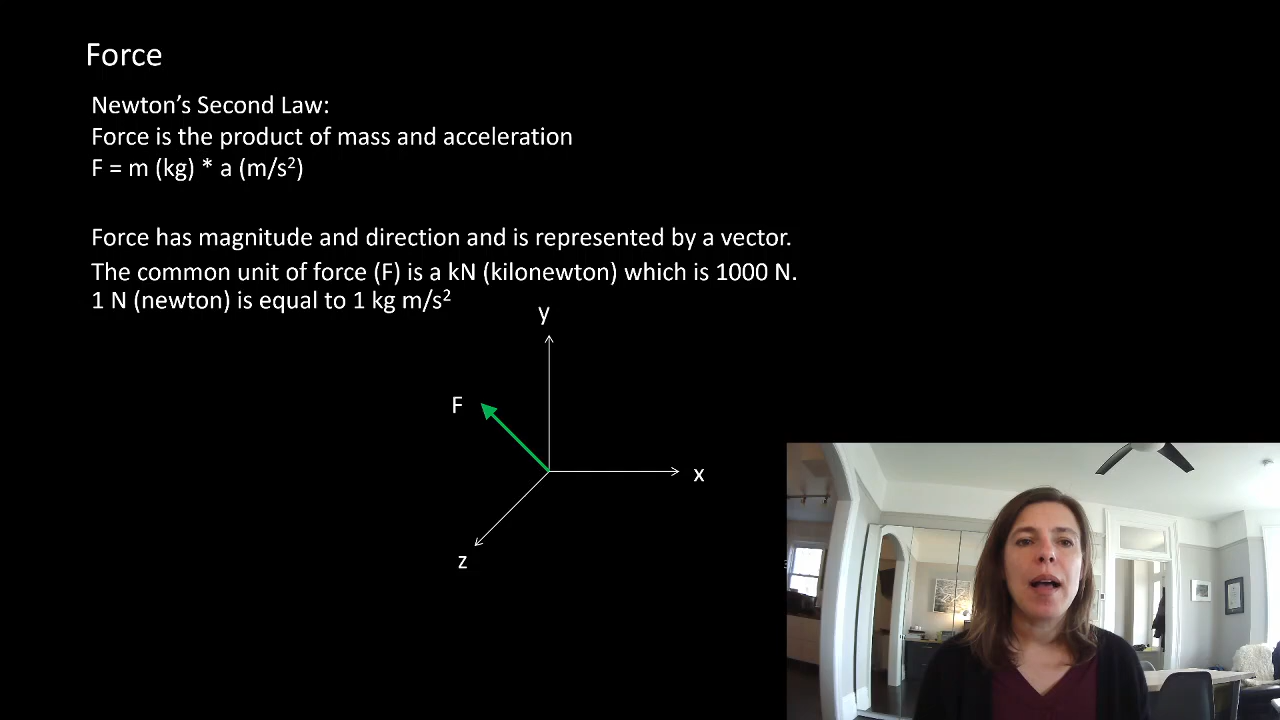 Force
Newton’s Second Law:
Force is the product of mass and acceleration
F = m (kg) * a (m/s²)
Force has magnitude and direction and is represented by a vector.
The common unit of force (F) is a kN (kilonewton) which is 1000 N.
1 N (newton) is equal to 1 kg m/s²
y
F
x
z